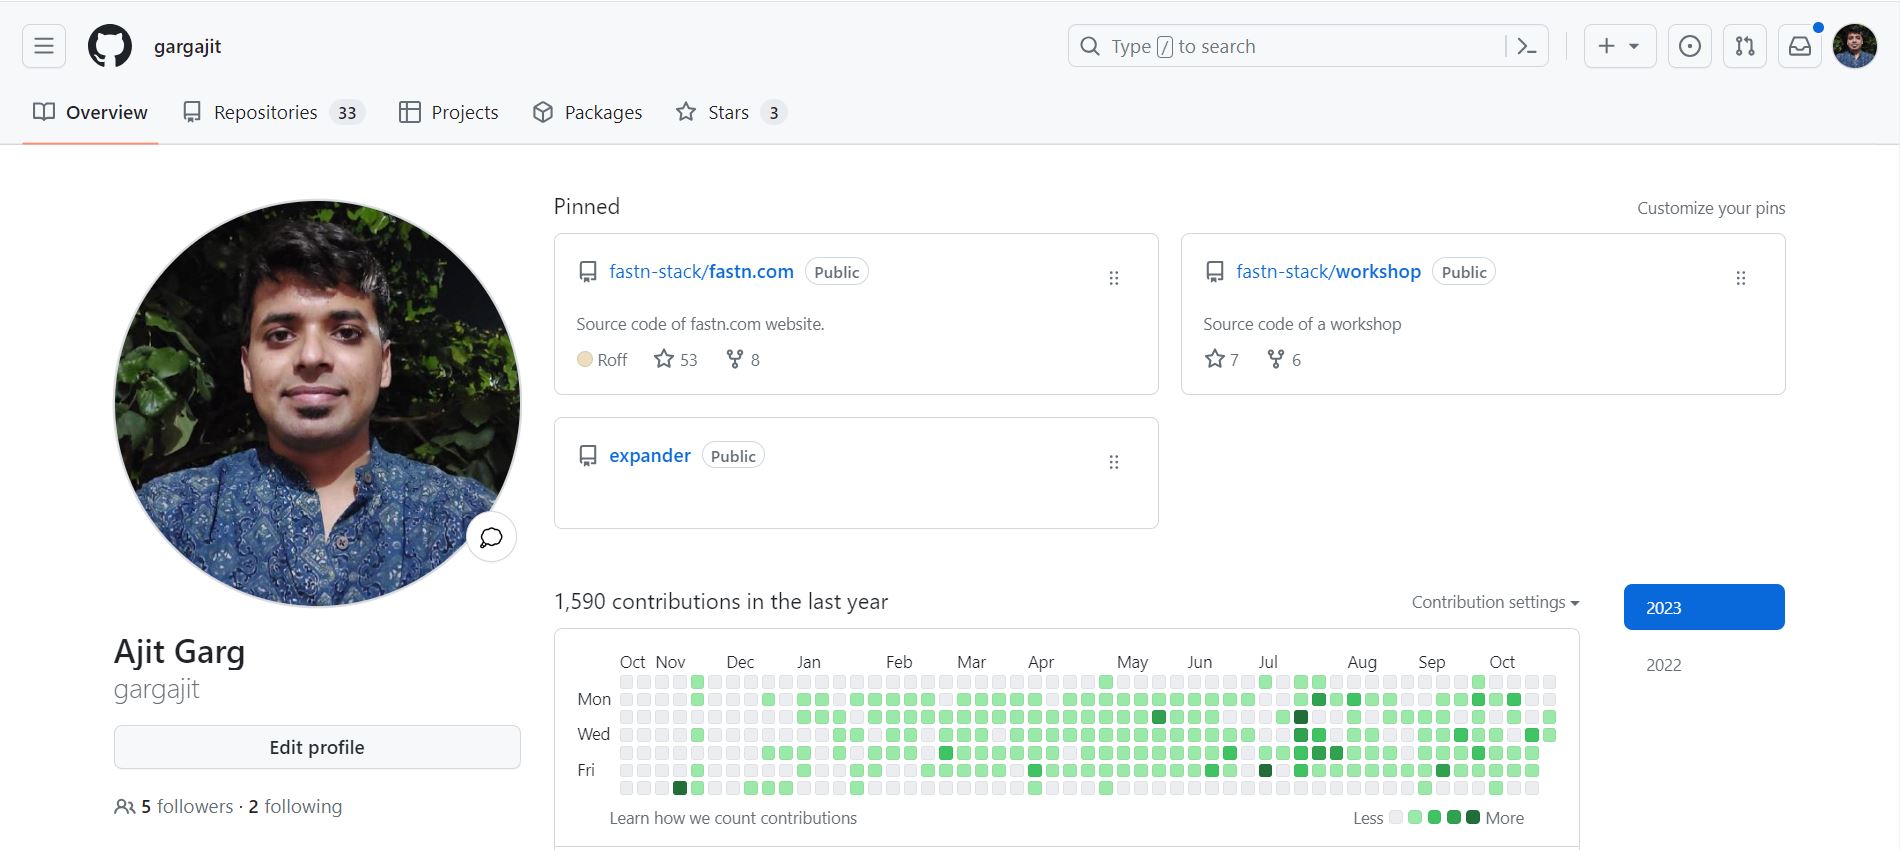 gargajit
Type / to search
Overview Repositories 33 Projects Packages Stars 3
Pinned
Customize your pins
fastn-stack/fastn.com Public
Source code of fastn.com website.
Roff 53 8
fastn-stack/workshop Public
Source code of a workshop
7 6
expander Public
Ajit Garg
gargajit
Edit profile
5 followers · 2 following
1,590 contributions in the last year
Contribution settings
2023
2022
Oct Nov Dec Jan Feb Mar Apr May Jun Jul Aug Sep Oct
Mon
Wed
Fri
Learn how we count contributions
Less More